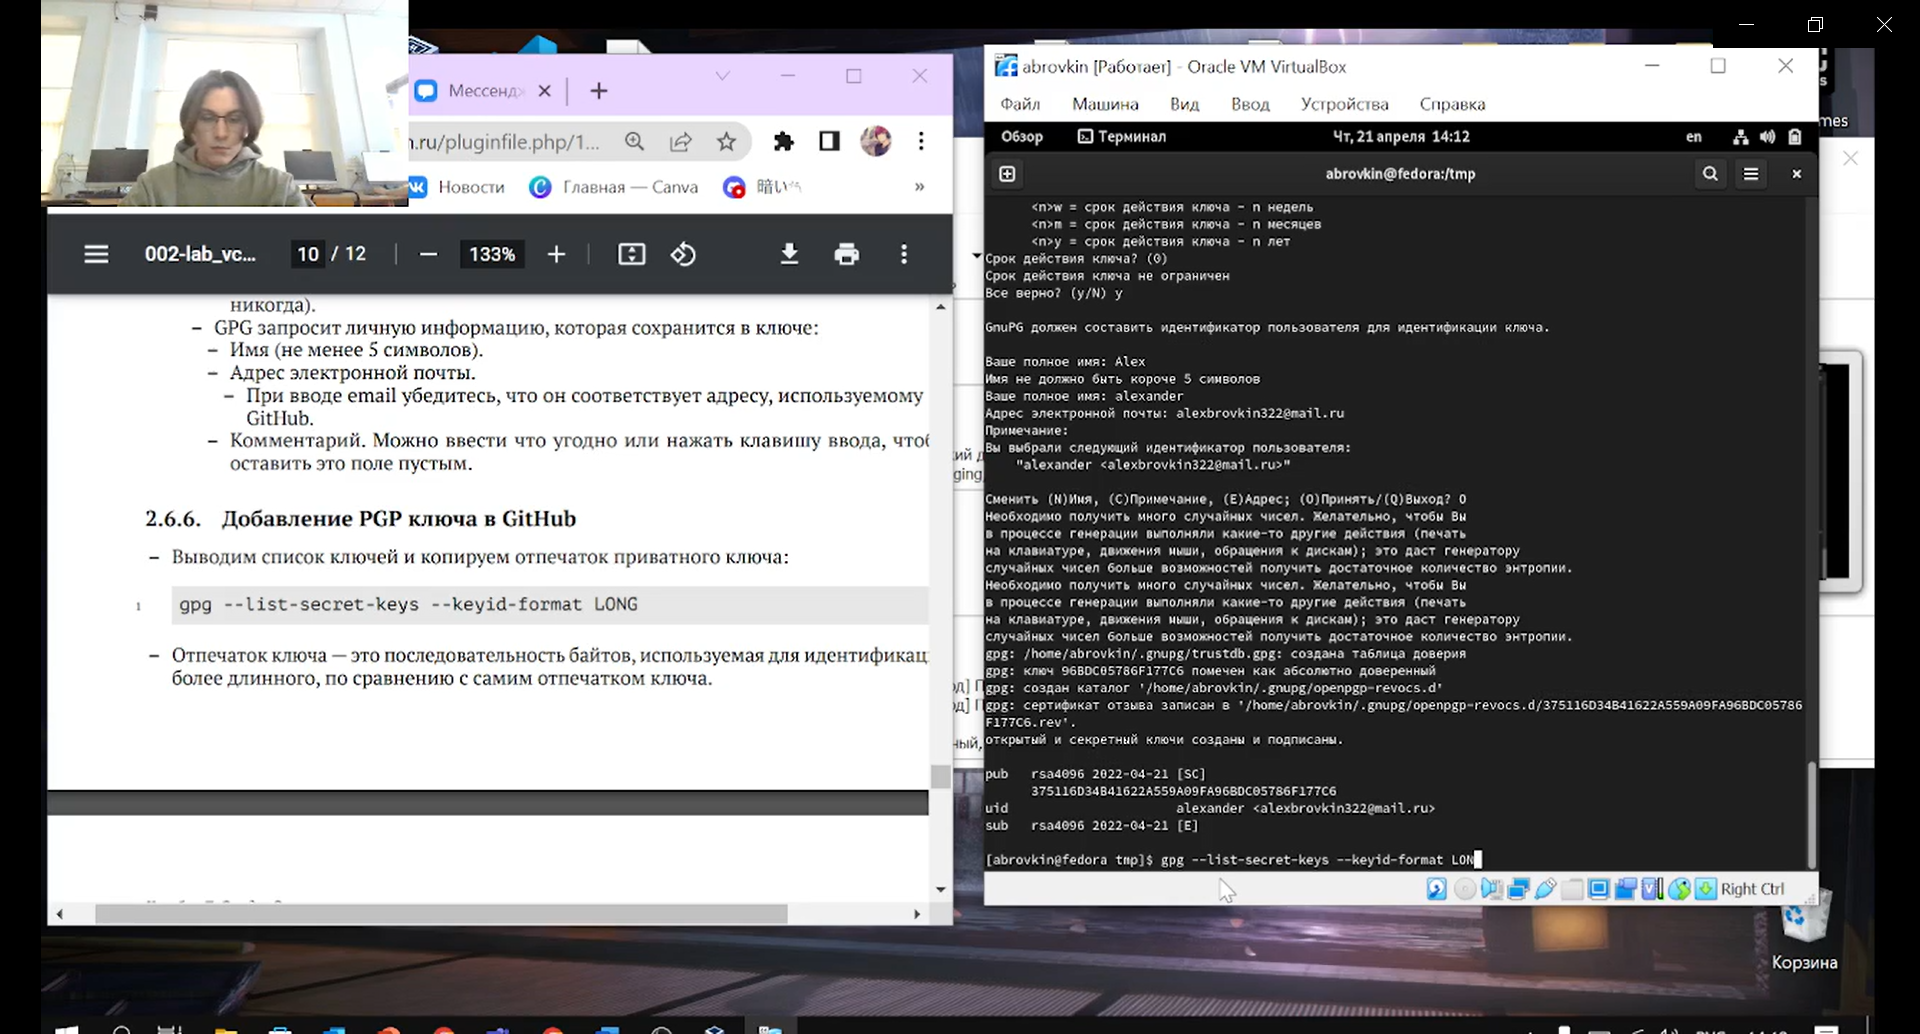 Мессендж
n.ru/pluginfile.php/1...
Новости
Главная — Canva
暗い
»
002-lab_vc...
10 / 12
133%
никогда).
– GPG запросит личную информацию, которая сохранится в ключе:
– Имя (не менее 5 символов).
– Адрес электронной почты.
– При вводе email убедитесь, что он соответствует адресу, используемому
GitHub.
– Комментарий. Можно ввести что угодно или нажать клавишу ввода, чтоб
оставить это поле пустым.
2.6.6. Добавление PGP ключа в GitHub
– Выводим список ключей и копируем отпечаток приватного ключа:
1 gpg --list-secret-keys --keyid-format LONG
– Отпечаток ключа — это последовательность байтов, используемая для идентификац
более длинного, по сравнению с самим отпечатком ключа.
abrovkin [Работает] - Oracle VM VirtualBox
Файл Машина Вид Ввод Устройства Справка
Обзор Терминал Чт, 21 апреля 14:12 en
abrovkin@fedora:/tmp
<n>w = срок действия ключа - n недель
<n>m = срок действия ключа - n месяцев
<n>y = срок действия ключа - n лет
Срок действия ключа? (0)
Срок действия ключа не ограничен
Все верно? (y/N) y
GnuPG должен составить идентификатор пользователя для идентификации ключа.
Ваше полное имя: Alex
Имя не должно быть короче 5 символов
Ваше полное имя: alexander
Адрес электронной почты: alexbrovkin322@mail.ru
Примечание:
Вы выбрали следующий идентификатор пользователя:
"alexander <alexbrovkin322@mail.ru>"
Сменить (N)Имя, (C)Примечание, (E)Адрес; (O)Принять/(Q)Выход? O
Необходимо получить много случайных чисел. Желательно, чтобы Вы
в процессе генерации выполняли какие-то другие действия (печать
на клавиатуре, движения мыши, обращения к дискам); это даст генератору
случайных чисел больше возможностей получить достаточное количество энтропии.
Необходимо получить много случайных чисел. Желательно, чтобы Вы
в процессе генерации выполняли какие-то другие действия (печать
на клавиатуре, движения мыши, обращения к дискам); это даст генератору
случайных чисел больше возможностей получить достаточное количество энтропии.
gpg: /home/abrovkin/.gnupg/trustdb.gpg: создана таблица доверия
gpg: ключ 96BDC05786F177C6 помечен как абсолютно доверенный
gpg: создан каталог '/home/abrovkin/.gnupg/openpgp-revocs.d'
gpg: сертификат отзыва записан в '/home/abrovkin/.gnupg/openpgp-revocs.d/375116D34B41622A559A09FA96BDC05786
F177C6.rev'.
открытый и секретный ключи созданы и подписаны.
pub rsa4096 2022-04-21 [SC]
375116D34B41622A559A09FA96BDC05786F177C6
uid alexander <alexbrovkin322@mail.ru>
sub rsa4096 2022-04-21 [E]
[abrovkin@fedora tmp]$ gpg --list-secret-keys --keyid-format LON
Right Ctrl
Корзина